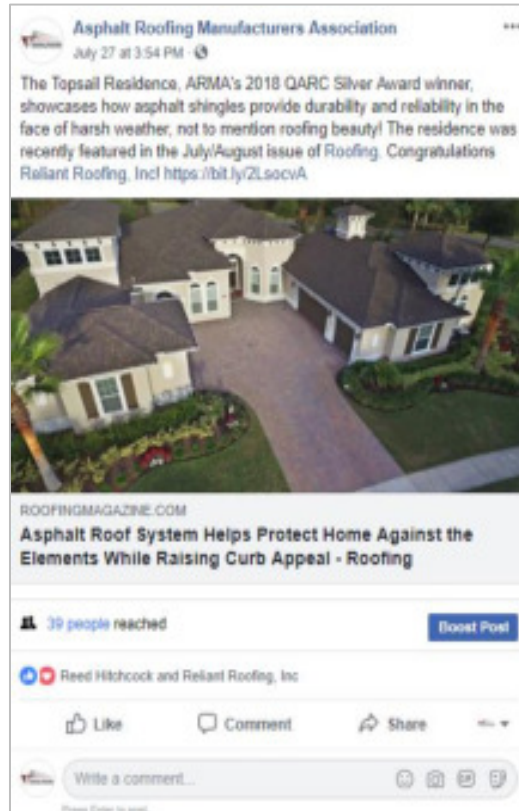 Asphalt Roofing Manufacturers Association
July 27 at 3:54 PM
The Topsail Residence, ARMA's 2018 QARC Silver Award winner,
showcases how asphalt shingles provide durability and reliability in the
face of harsh weather, not to mention roofing beauty! The residence was
recently featured in the July/August issue of Roofing. Congratulations
Reliant Roofing, Inc! https://bit.ly/2LsocvA
ROOFINGMAGAZINE.COM
Asphalt Roof System Helps Protect Home Against the
Elements While Raising Curb Appeal - Roofing
39 people reached
Boost Post
Reed Hitchcock and Reliant Roofing, Inc
Like Comment Share
Write a comment...
Press Enter to post.